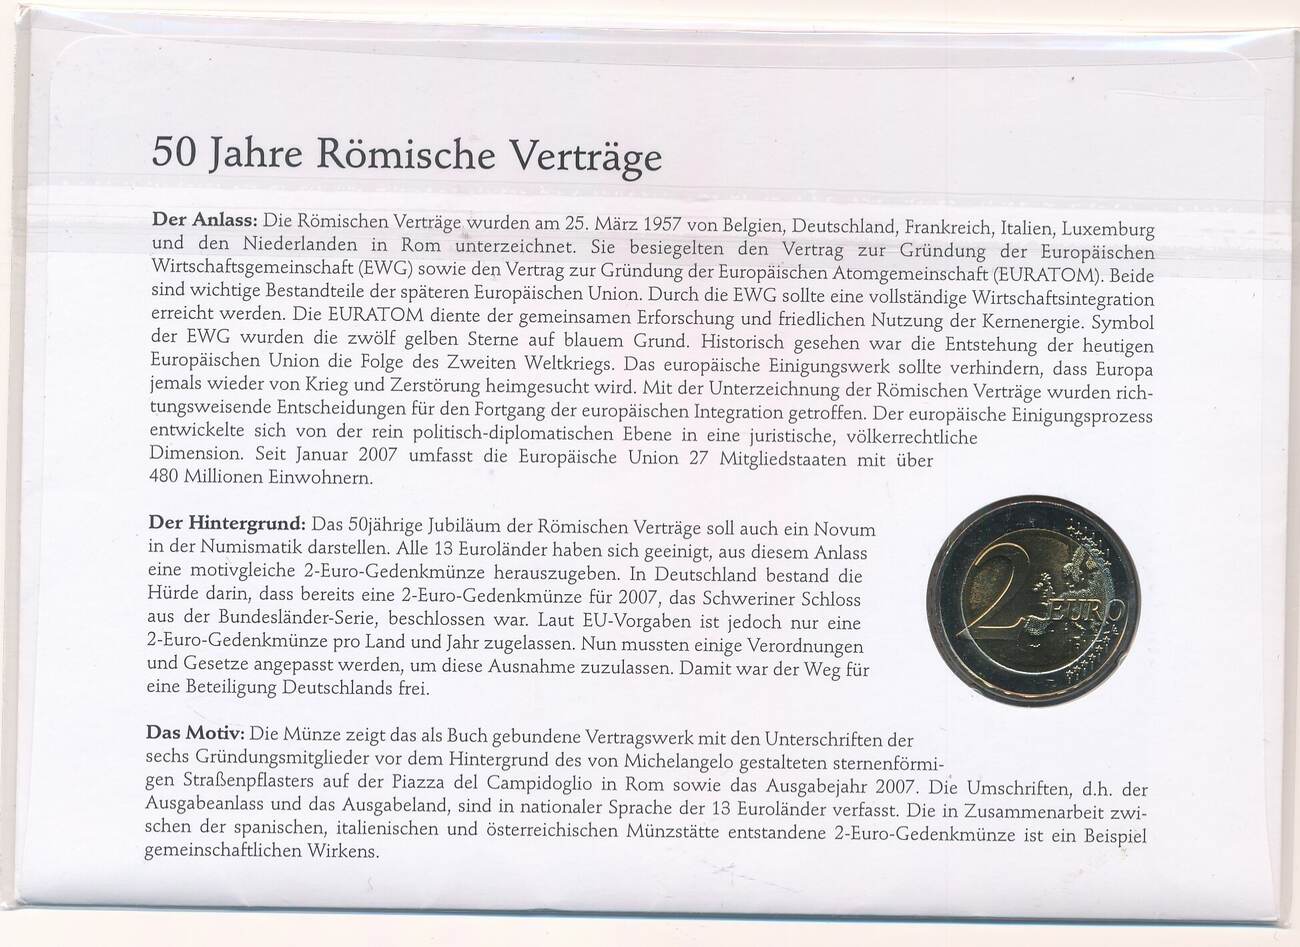 50 Jahre Römische Verträge
Der Anlass: Die Römischen Verträge wurden am 25. März 1957 von Belgien, Deutschland, Frankreich, Italien, Luxemburg
und den Niederlanden in Rom unterzeichnet. Sie besiegelten den Vertrag zur Gründung der Europäischen
Wirtschaftsgemeinschaft (EWG) sowie den Vertrag zur Gründung der Europäischen Atomgemeinschaft (EURATOM). Beide
sind wichtige Bestandteile der späteren Europäischen Union. Durch die EWG sollte eine vollständige Wirtschaftsintegration
erreicht werden. Die EURATOM diente der gemeinsamen Erforschung und friedlichen Nutzung der Kernenergie. Symbol
der EWG wurden die zwölf gelben Sterne auf blauem Grund. Historisch gesehen war die Entstehung der heutigen
Europäischen Union die Folge des Zweiten Weltkriegs. Das europäische Einigungswerk sollte verhindern, dass Europa
jemals wieder von Krieg und Zerstörung heimgesucht wird. Mit der Unterzeichnung der Römischen Verträge wurden rich-
tungsweisende Entscheidungen für den Fortgang der europäischen Integration getroffen. Der europäische Einigungsprozess
entwickelte sich von der rein politisch-diplomatischen Ebene in eine juristische, völkerrechtliche
Dimension. Seit Januar 2007 umfasst die Europäische Union 27 Mitgliedstaaten mit über
480 Millionen Einwohnern.
Der Hintergrund: Das 50jährige Jubiläum der Römischen Verträge soll auch ein Novum
in der Numismatik darstellen. Alle 13 Euroländer haben sich geeinigt, aus diesem Anlass
eine motivgleiche 2-Euro-Gedenkmünze herauszugeben. In Deutschland bestand die
Hürde darin, dass bereits eine 2-Euro-Gedenkmünze für 2007, das Schweriner Schloss
aus der Bundesländer-Serie, beschlossen war. Laut EU-Vorgaben ist jedoch nur eine
2-Euro-Gedenkmünze pro Land und Jahr zugelassen. Nun mussten einige Verordnungen
und Gesetze angepasst werden, um diese Ausnahme zuzulassen. Damit war der Weg für
eine Beteiligung Deutschlands frei.
2 EURO
Das Motiv: Die Münze zeigt das als Buch gebundene Vertragswerk mit den Unterschriften der
sechs Gründungsmitglieder vor dem Hintergrund des von Michelangelo gestalteten sternenförmi-
gen Straßenpflasters auf der Piazza del Campidoglio in Rom sowie das Ausgabejahr 2007. Die Umschriften, d.h. der
Ausgabeanlass und das Ausgabeland, sind in nationaler Sprache der 13 Euroländer verfasst. Die in Zusammenarbeit zwi-
schen der spanischen, italienischen und österreichischen Münzstätte entstandene 2-Euro-Gedenkmünze ist ein Beispiel
gemeinschaftlichen Wirkens.